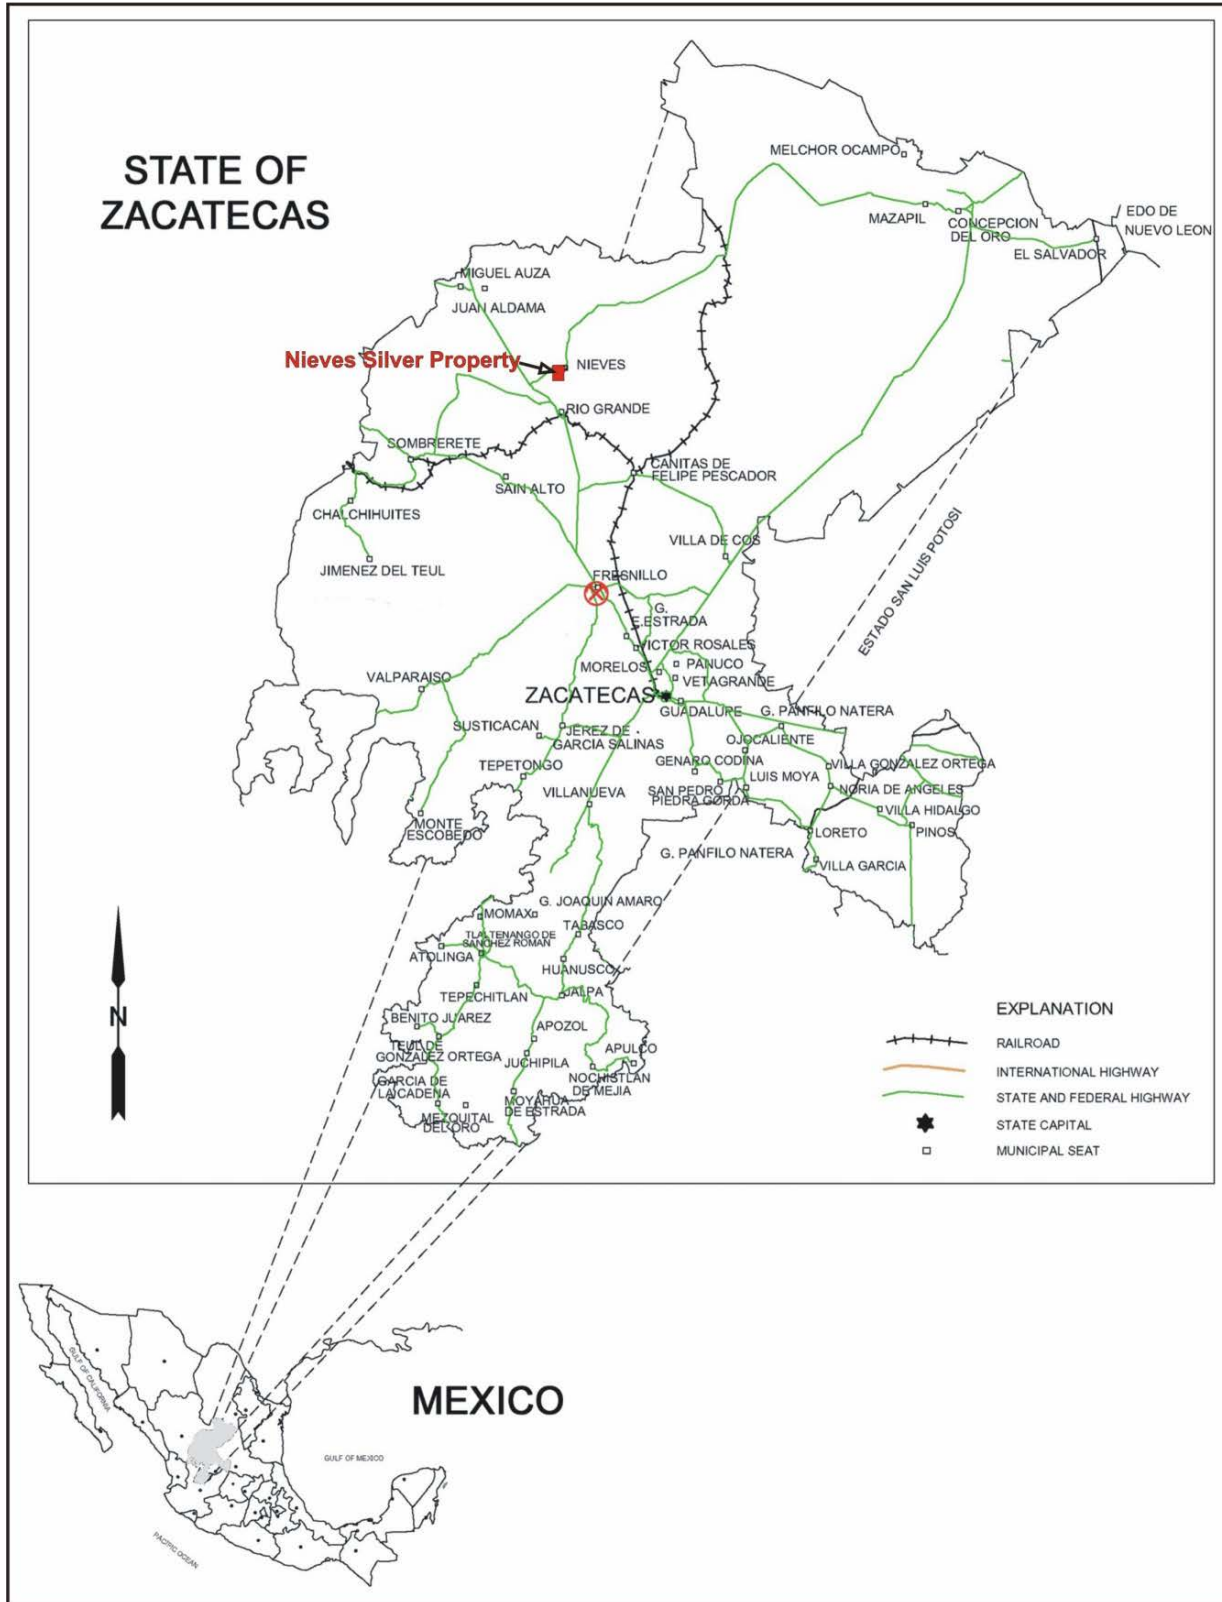 STATE OF
ZACATECAS
MELCHOR OCAMPO
MAZAPIL
CONCEPCION
DEL ORO
EDO DE
NUEVO LEON
EL SALVADOR
MIGUEL AUZA
JUAN ALDAMA
Nieves Silver Property
NIEVES
RIO GRANDE
SOMBRERETE
CANITAS DE
FELIPE PESCADOR
SAIN ALTO
CHALCHIHUITES
VILLA DE COS
JIMENEZ DEL TEUL
FRESNILLO
ESTADO SAN LUIS POTOSI
G.
E.ESTRADA
VICTOR ROSALES
MORELOS
PANUCO
VETAGRANDE
VALPARAISO
ZACATECAS
GUADALUPE
G. PANFILO NATERA
SUSTICACAN
JEREZ DE
GARCIA SALINAS
OJOCALIENTE
GENARO CODINA
VILLA GONZALEZ ORTEGA
TEPETONGO
LUIS MOYA
VILLANUEVA
SAN PEDRO
PIEDRA GORDA
NORIA DE ANGELES
VILLA HIDALGO
MONTE
ESCOBEDO
LORETO
PINOS
G. PANFILO NATERA
VILLA GARCIA
G. JOAQUIN AMARO
MOMAX
TABASCO
TLALTENANGO DE
SANCHEZ ROMAN
ATOLINGA
HUANUSCO
TEPECHITLAN
JALPA
BENITO JUAREZ
APOZOL
TEUL DE
GONZALEZ ORTEGA
JUCHIPILA
APULCO
NOCHISTLAN
DE MEJIA
GARCIA DE
LA CADENA
MOYAHUA
DE ESTRADA
MEZQUITAL
DEL ORO
N
EXPLANATION
RAILROAD
INTERNATIONAL HIGHWAY
STATE AND FEDERAL HIGHWAY
STATE CAPITAL
MUNICIPAL SEAT
MEXICO
GULF OF CALIFORNIA
GULF OF MEXICO
PACIFIC OCEAN